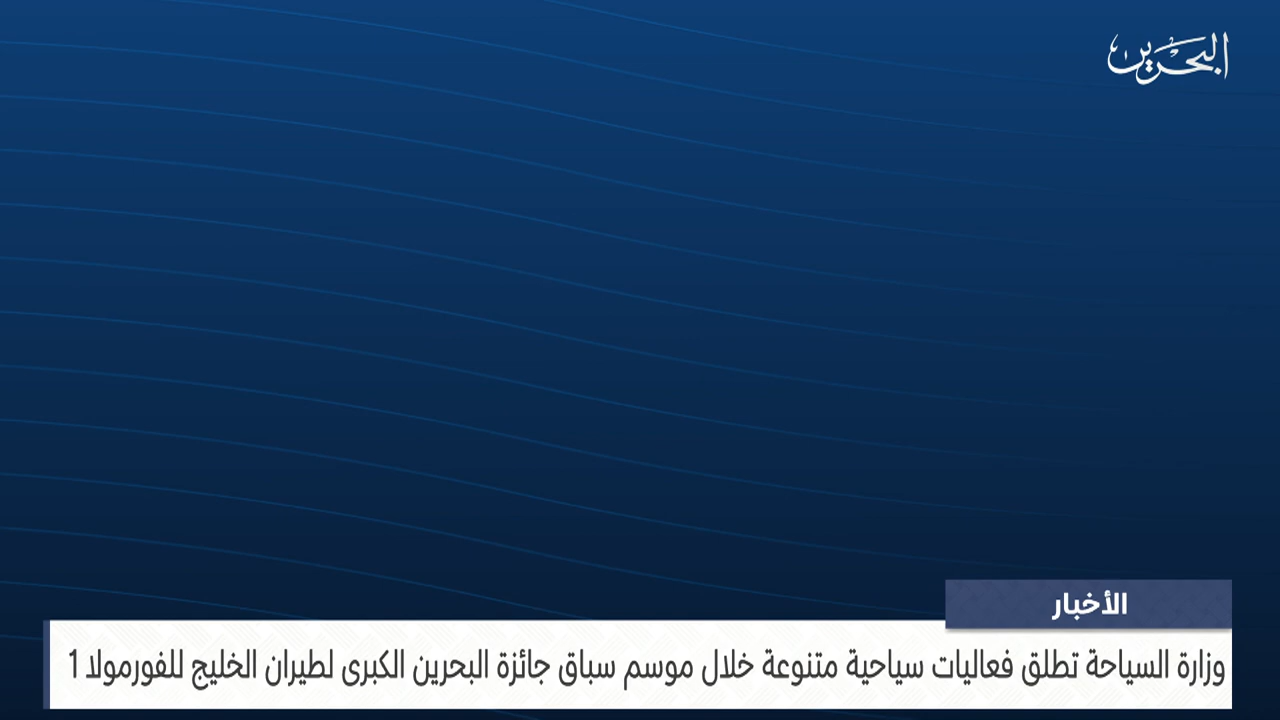 البحرين
الأخبار
وزارة السياحة تطلق فعاليات سياحية متنوعة خلال موسم سباق جائزة البحرين الكبرى لطيران الخليج للفورمولا 1